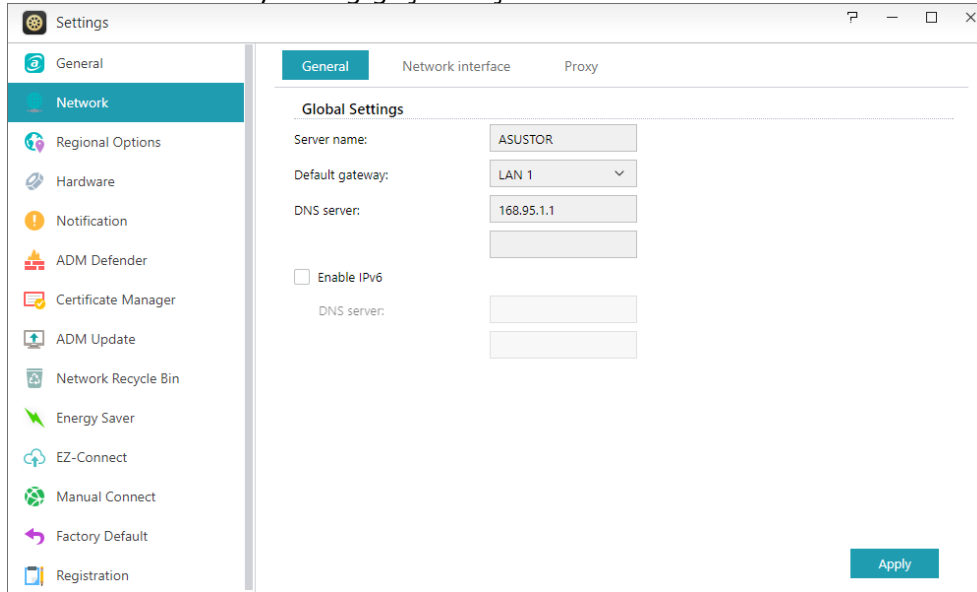 Settings
General
Network
Regional Options
Hardware
Notification
ADM Defender
Certificate Manager
ADM Update
Network Recycle Bin
Energy Saver
EZ-Connect
Manual Connect
Factory Default
Registration
General Network interface Proxy
Global Settings
Server name: ASUSTOR
Default gateway: LAN 1
DNS server: 168.95.1.1
Enable IPv6
DNS server:
Apply